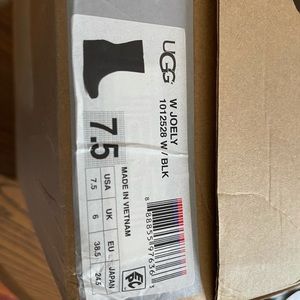 UGG
W JOELY
1012528 W / BLK
7.5
MADE IN VIETNAM
USA UK EU JAPAN
7.5 6 38.5 24.5